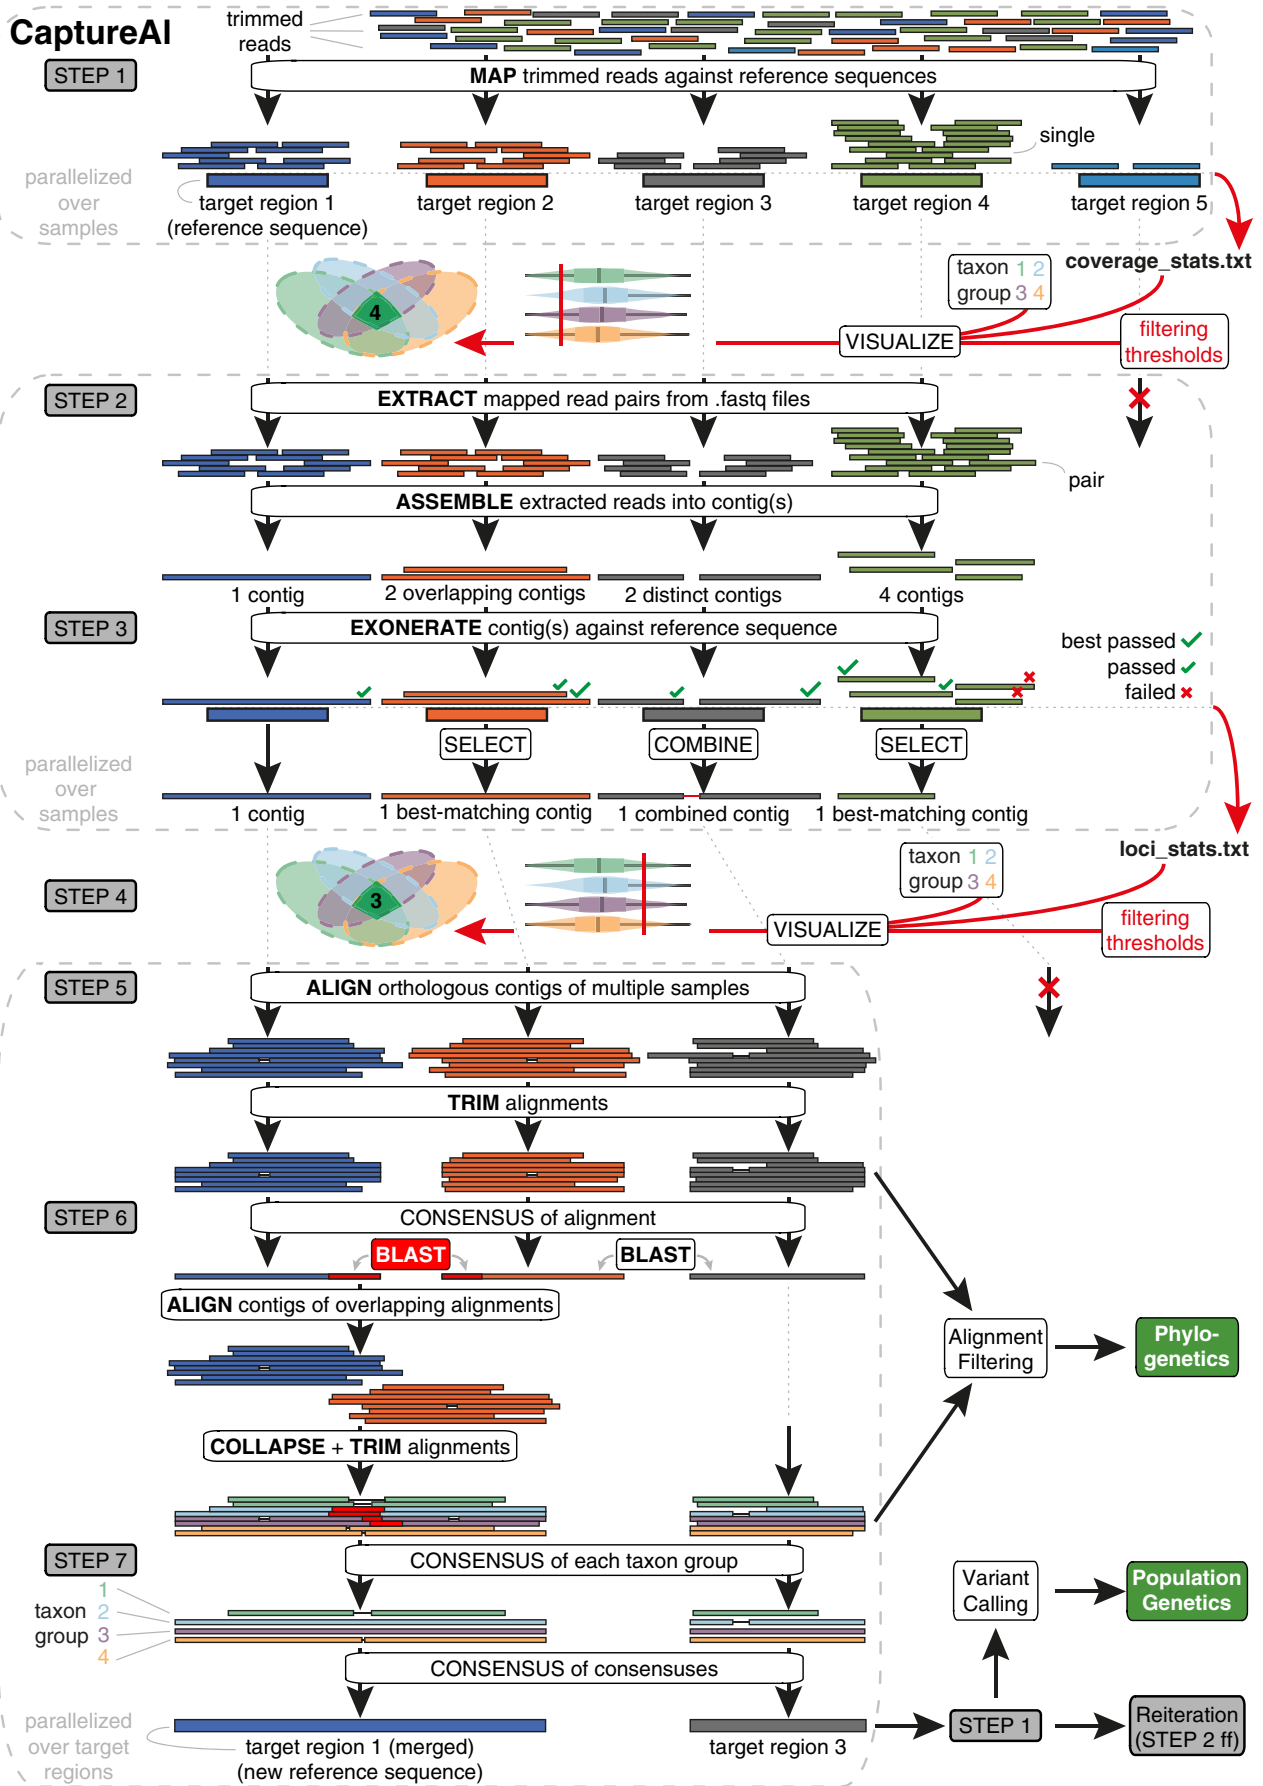 CaptureAl
trimmed
reads
STEP 1
MAP trimmed reads against reference sequences
single
parallelized
over
samples
target region 1
(reference sequence)
target region 2
target region 3
target region 4
target region 5
coverage_stats.txt
taxon 1 2
group 3 4
4
VISUALIZE
filtering
thresholds
STEP 2
EXTRACT mapped read pairs from .fastq files
pair
ASSEMBLE extracted reads into contig(s)
1 contig
2 overlapping contigs
2 distinct contigs
4 contigs
STEP 3
EXONERATE contig(s) against reference sequence
best passed
passed
failed
SELECT
COMBINE
SELECT
parallelized
over
samples
1 contig
1 best-matching contig
1 combined contig
1 best-matching contig
loci_stats.txt
taxon 1 2
group 3 4
STEP 4
3
VISUALIZE
filtering
thresholds
STEP 5
ALIGN orthologous contigs of multiple samples
TRIM alignments
STEP 6
CONSENSUS of alignment
BLAST
BLAST
ALIGN contigs of overlapping alignments
Alignment
Filtering
Phylo-
genetics
COLLAPSE + TRIM alignments
STEP 7
CONSENSUS of each taxon group
1
taxon 2
group 3
4
Variant
Calling
Population
Genetics
CONSENSUS of consensuses
parallelized
over target
regions
target region 1 (merged)
(new reference sequence)
target region 3
STEP 1
Reiteration
(STEP 2 ff)